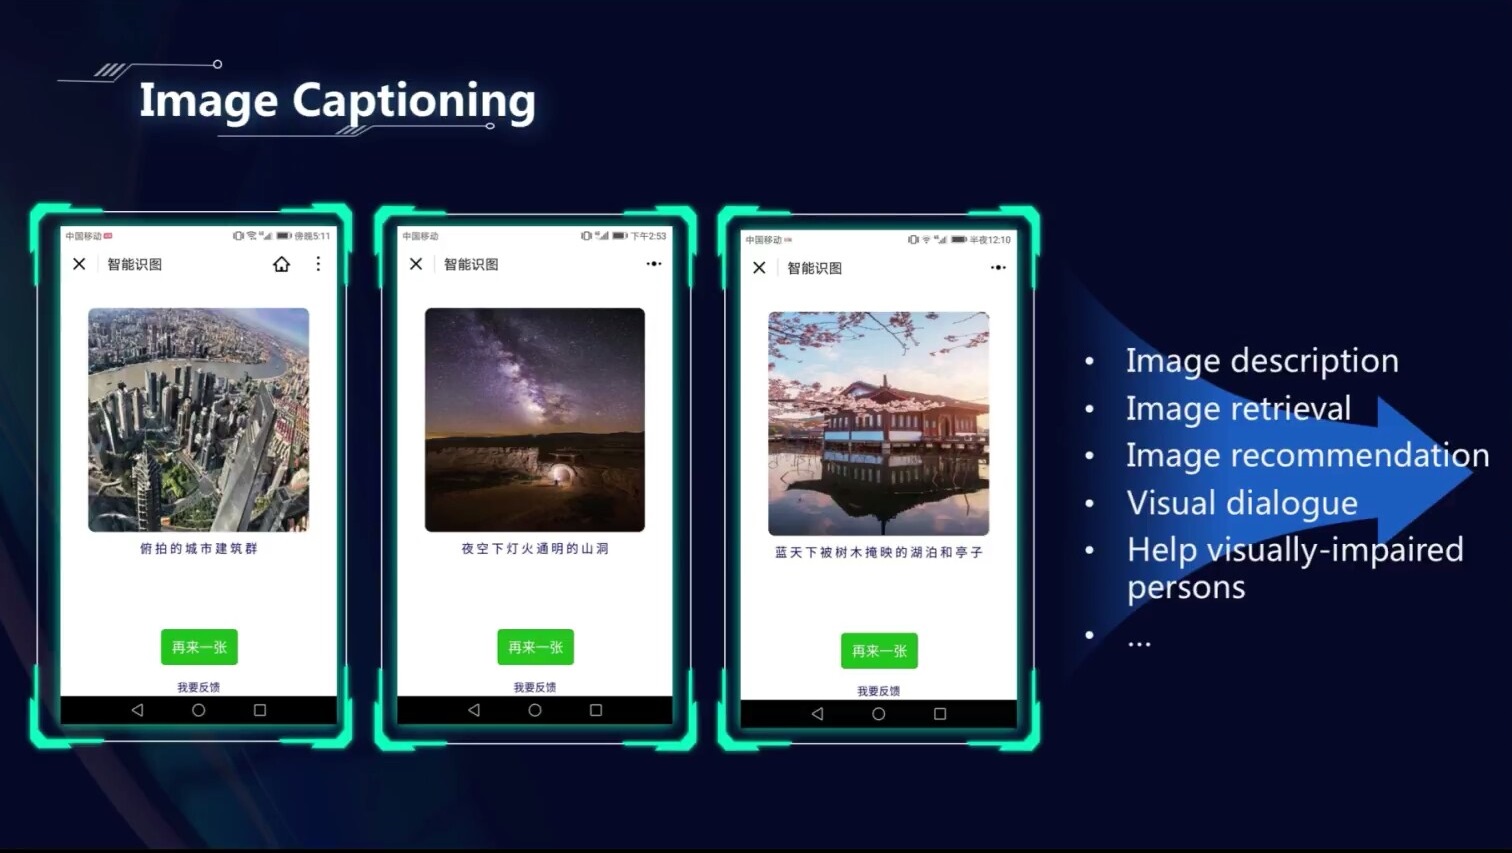 Image Captioning
中国移动 HD 傍晚5:11
智能识图
俯拍的城市建筑群
再来一张
我要反馈
中国移动 下午2:53
智能识图
夜空下灯火通明的山洞
再来一张
我要反馈
中国移动 半夜12:10
智能识图
蓝天下被树木掩映的湖泊和亭子
再来一张
我要反馈
• Image description
• Image retrieval
• Image recommendation
• Visual dialogue
• Help visually-impaired
persons
• ...